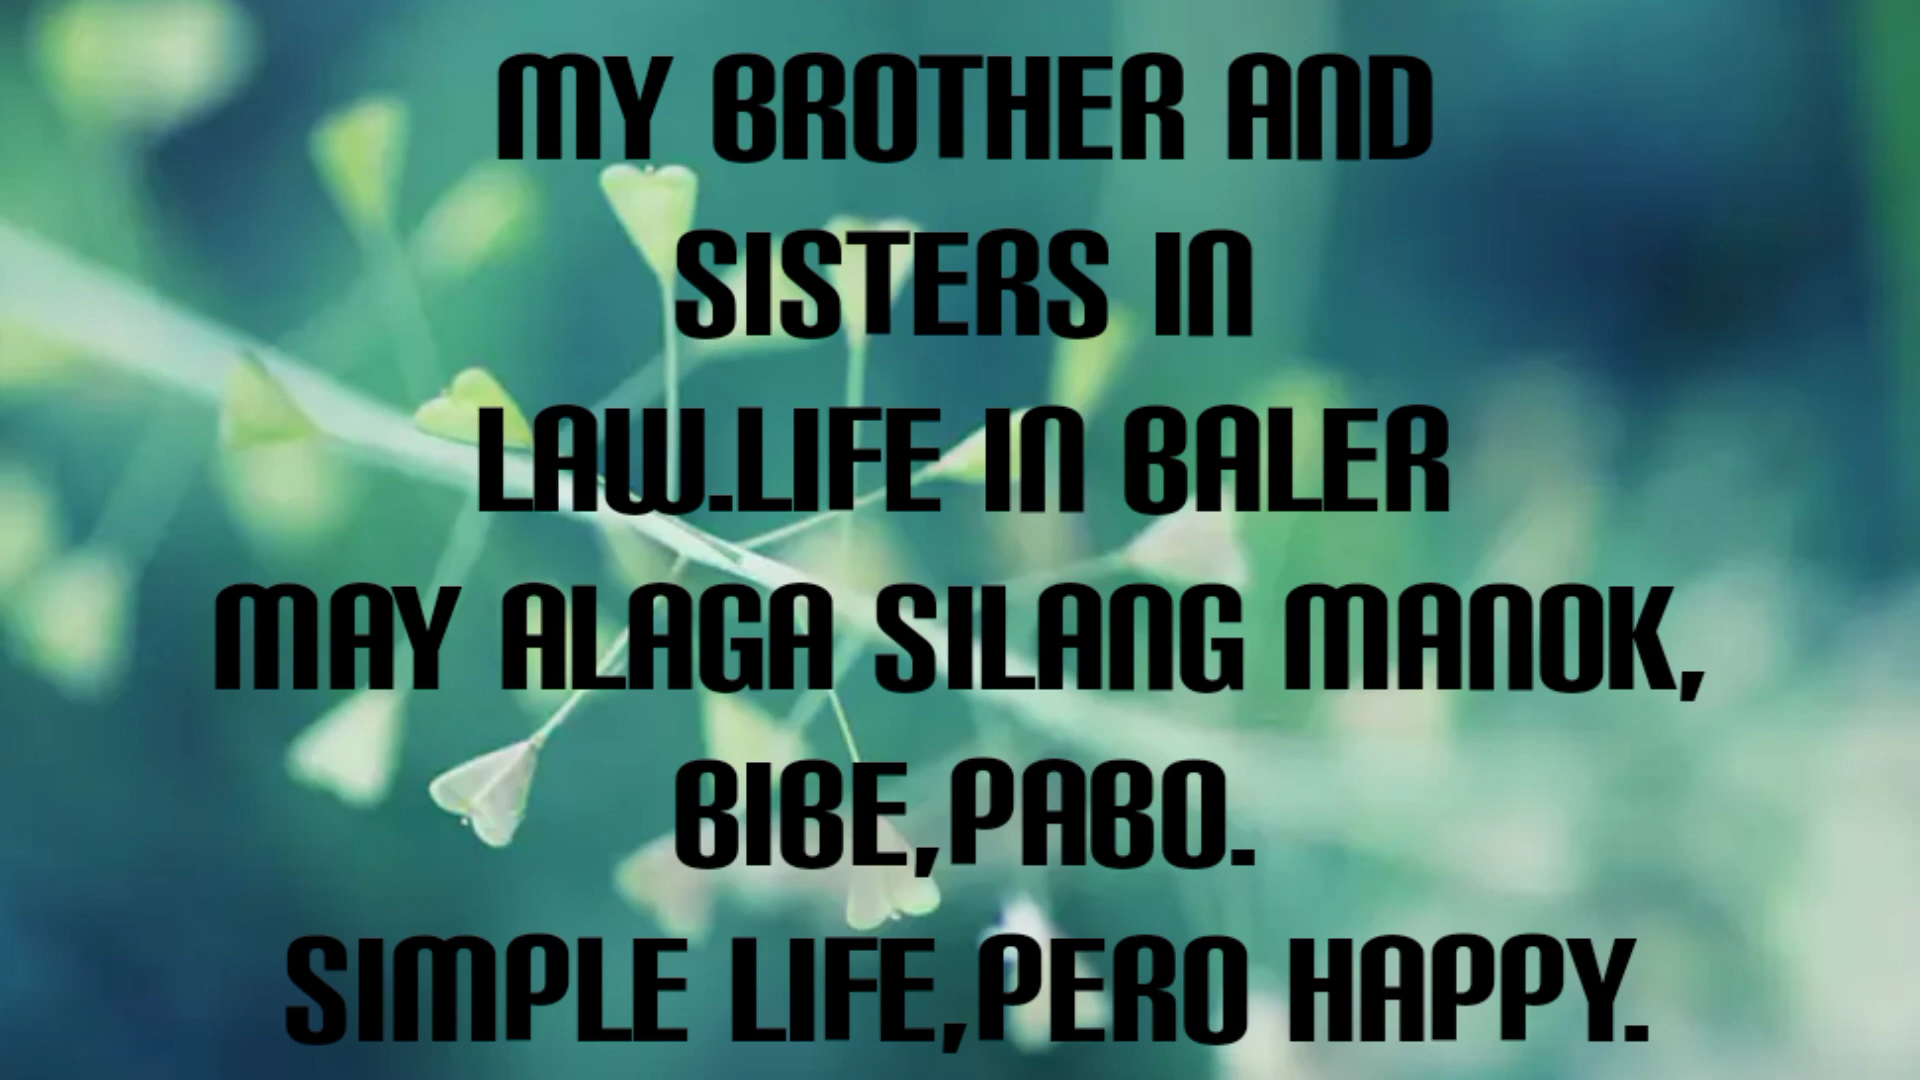 MY BROTHER AND
SISTERS IN
LAW.LIFE IN BALER
MAY ALAGA SILANG MANOK,
BIBE,PABO.
SIMPLE LIFE,PERO HAPPY.